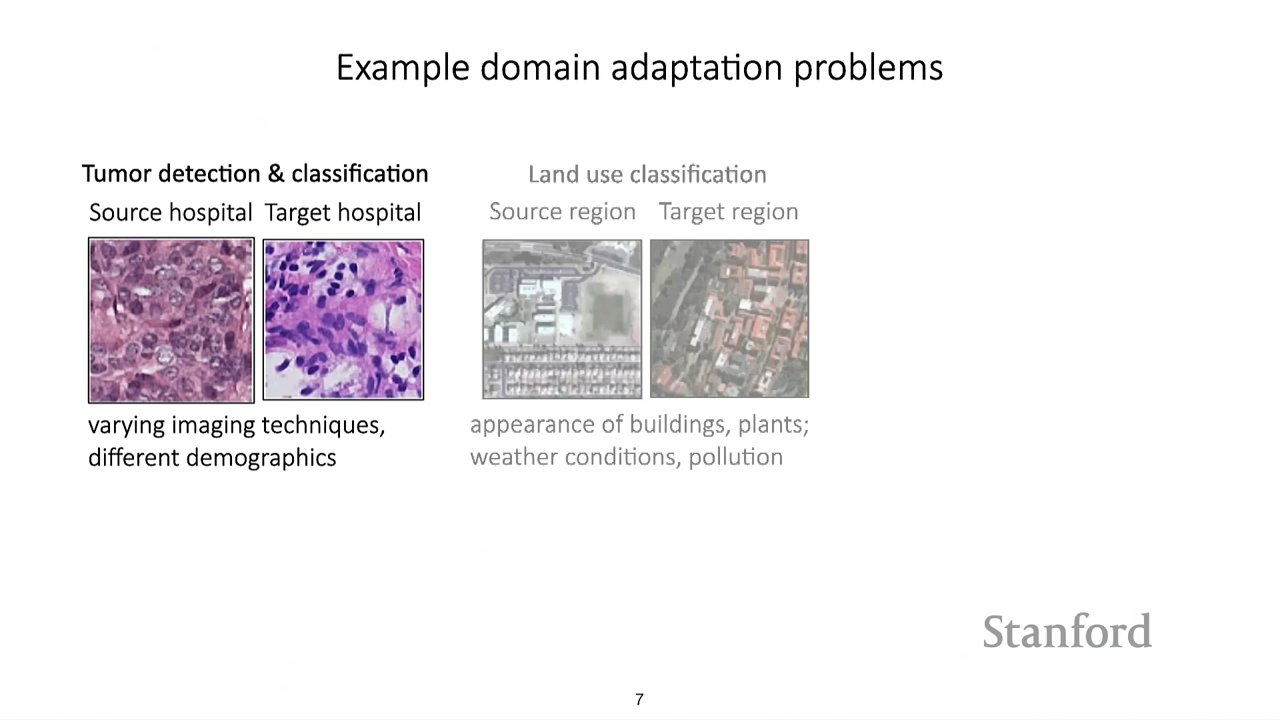 Example domain adaptation problems
Tumor detection & classification
Source hospital Target hospital
varying imaging techniques,
different demographics
Land use classification
Source region Target region
appearance of buildings, plants;
weather conditions, pollution
Stanford
7